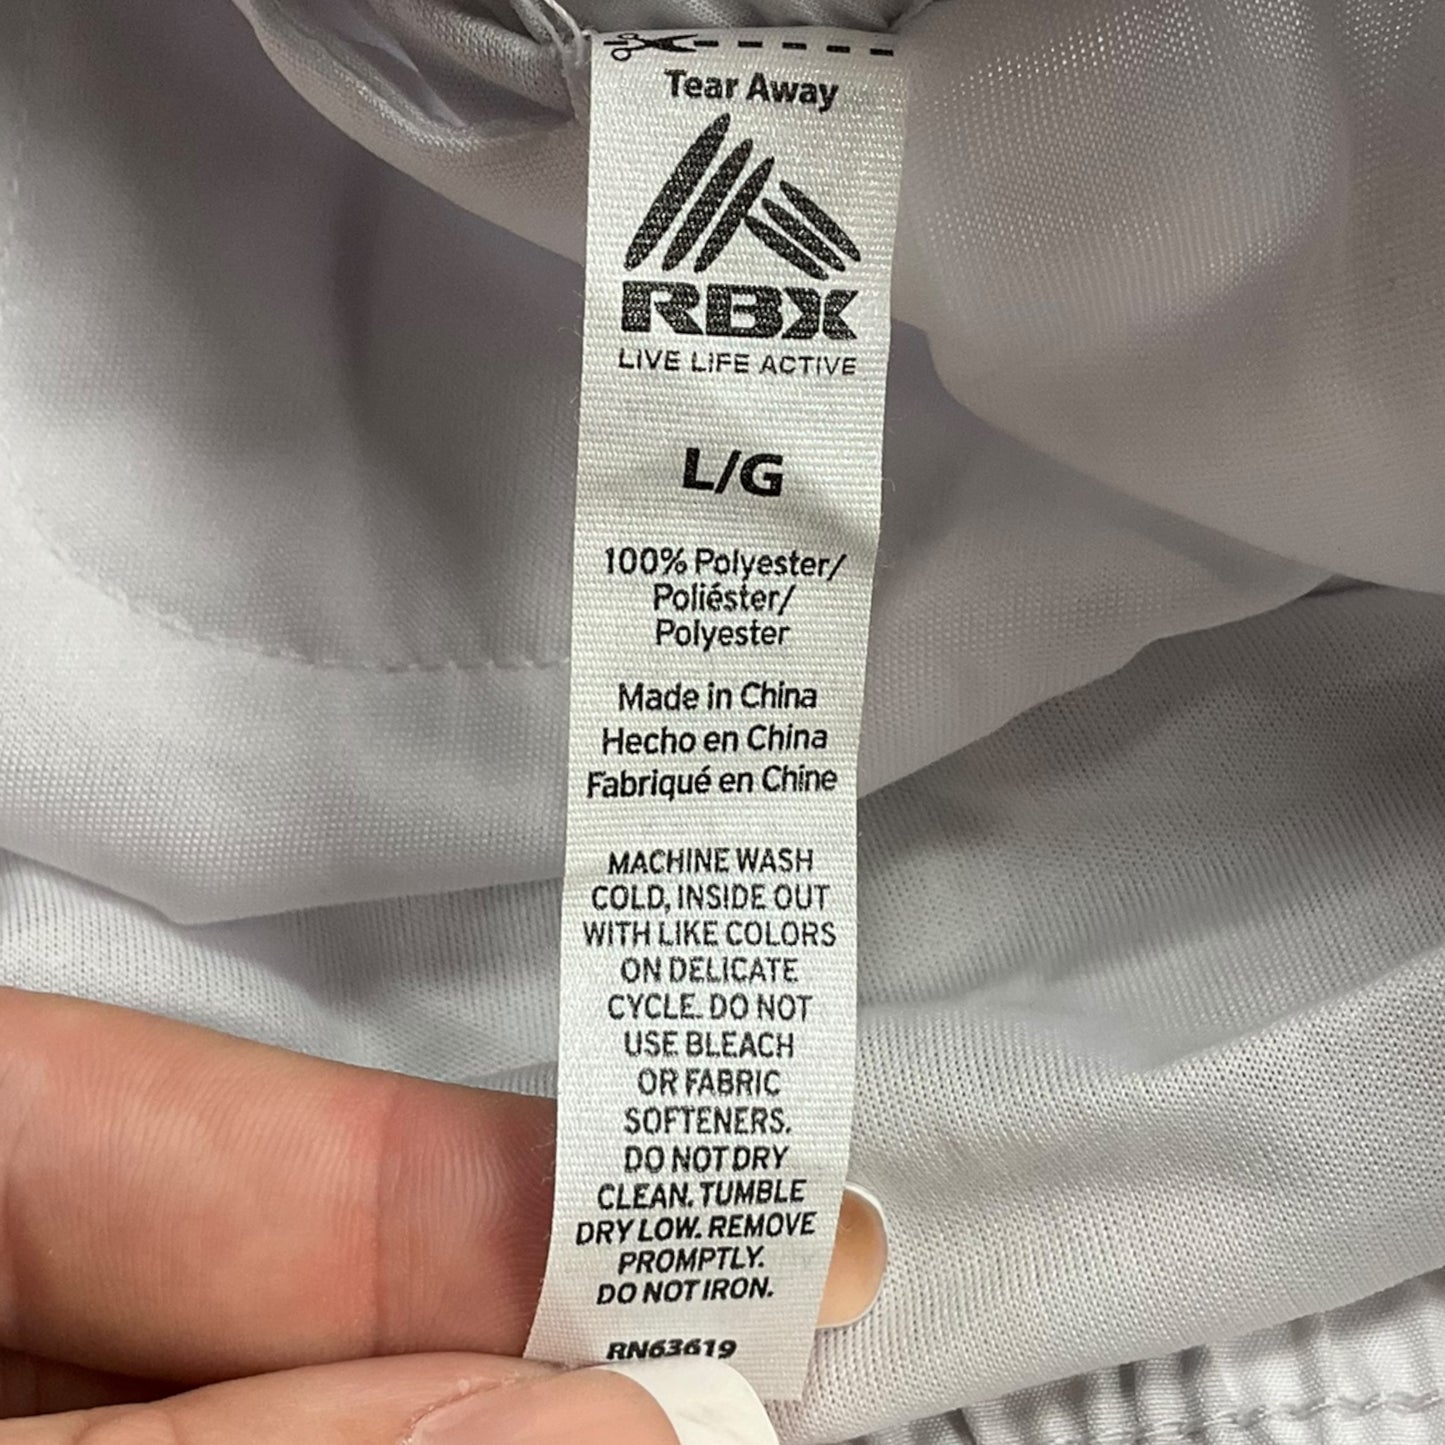 Tear Away
RBX
LIVE LIFE ACTIVE
L/G
100% Polyester/
Poliéster/
Polyester
Made in China
Hecho en China
Fabriqué en Chine
MACHINE WASH
COLD, INSIDE OUT
WITH LIKE COLORS
ON DELICATE
CYCLE. DO NOT
USE BLEACH
OR FABRIC
SOFTENERS.
DO NOT DRY
CLEAN. TUMBLE
DRY LOW. REMOVE
PROMPTLY.
DO NOT IRON.
RN63619